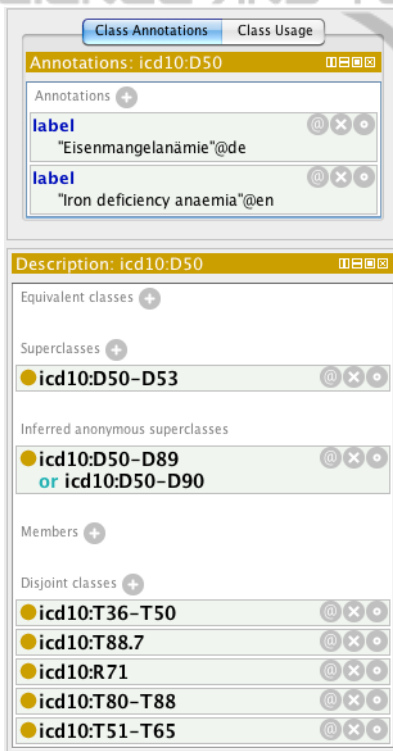 Class Annotations Class Usage
Annotations: icd10:D50
Annotations
label
"Eisenmangelanämie"@de
label
"Iron deficiency anaemia"@en
Description: icd10:D50
Equivalent classes
Superclasses
icd10:D50-D53
Inferred anonymous superclasses
icd10:D50-D89
or icd10:D50-D90
Members
Disjoint classes
icd10:T36-T50
icd10:T88.7
icd10:R71
icd10:T80-T88
icd10:T51-T65